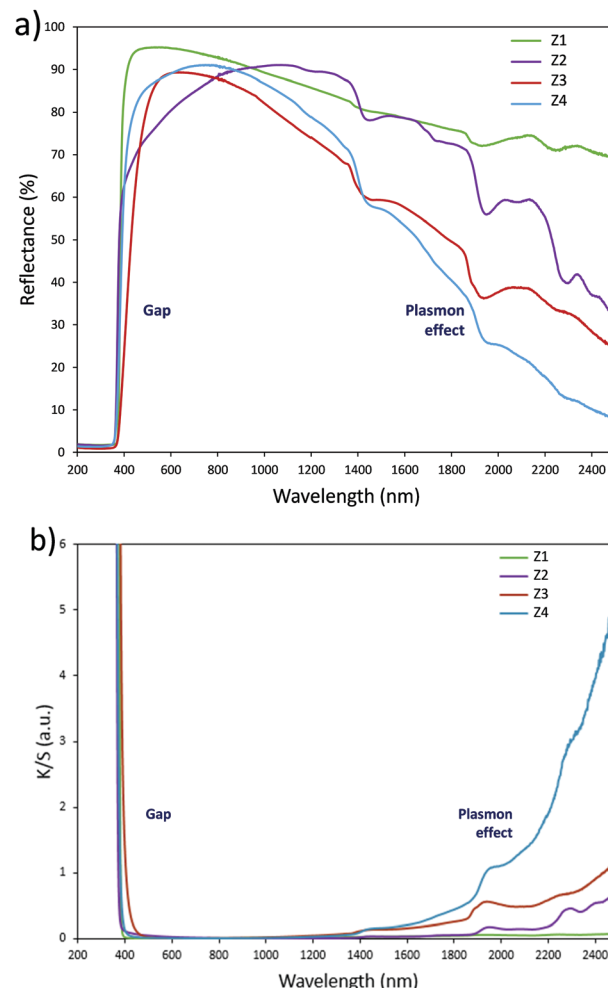 a)
100
90
80
70
60
50
40
30
20
10
0
Reflectance (%)
Z1
Z2
Z3
Z4
Gap
Plasmon
effect
200 400 600 800 1000 1200 1400 1600 1800 2000 2200 2400
Wavelength (nm)
b)
6
5
4
3
2
1
0
K/S (a.u.)
Z1
Z2
Z3
Z4
Gap
Plasmon
effect
200 400 600 800 1000 1200 1400 1600 1800 2000 2200 2400
Wavelength (nm)